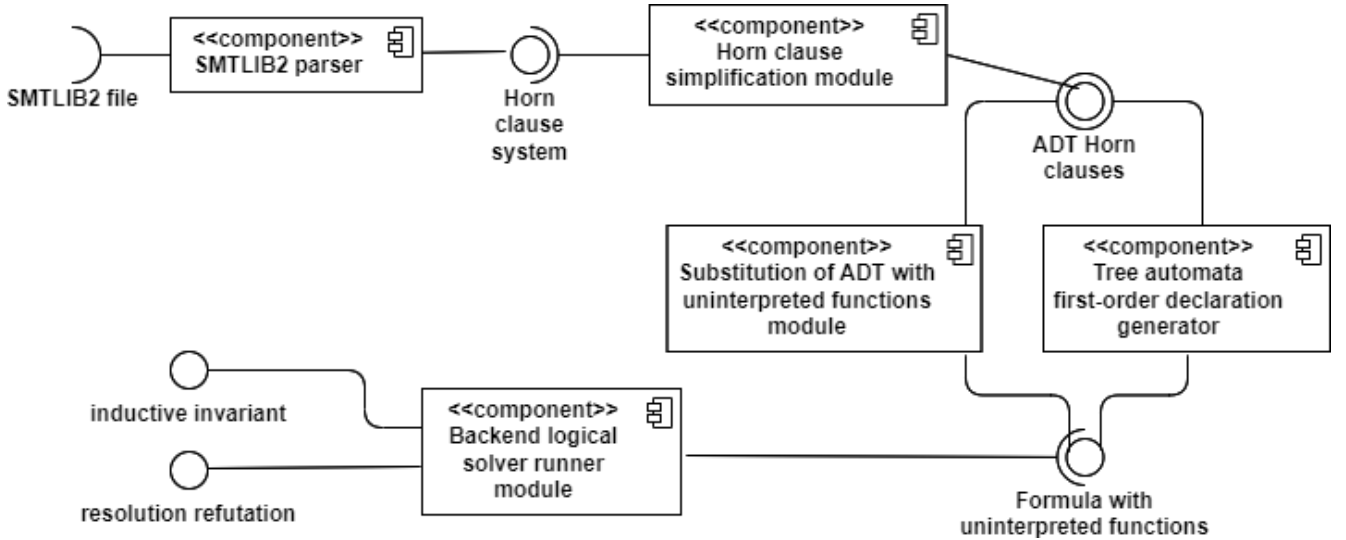 <<component>>
SMTLIB2 parser
SMTLIB2 file
Horn
clause
system
<<component>>
Horn clause
simplification module
ADT Horn
clauses
<<component>>
Substitution of ADT with
uninterpreted functions
module
<<component>>
Tree automata
first-order declaration
generator
inductive invariant
resolution refutation
<<component>>
Backend logical
solver runner
module
Formula with
uninterpreted functions